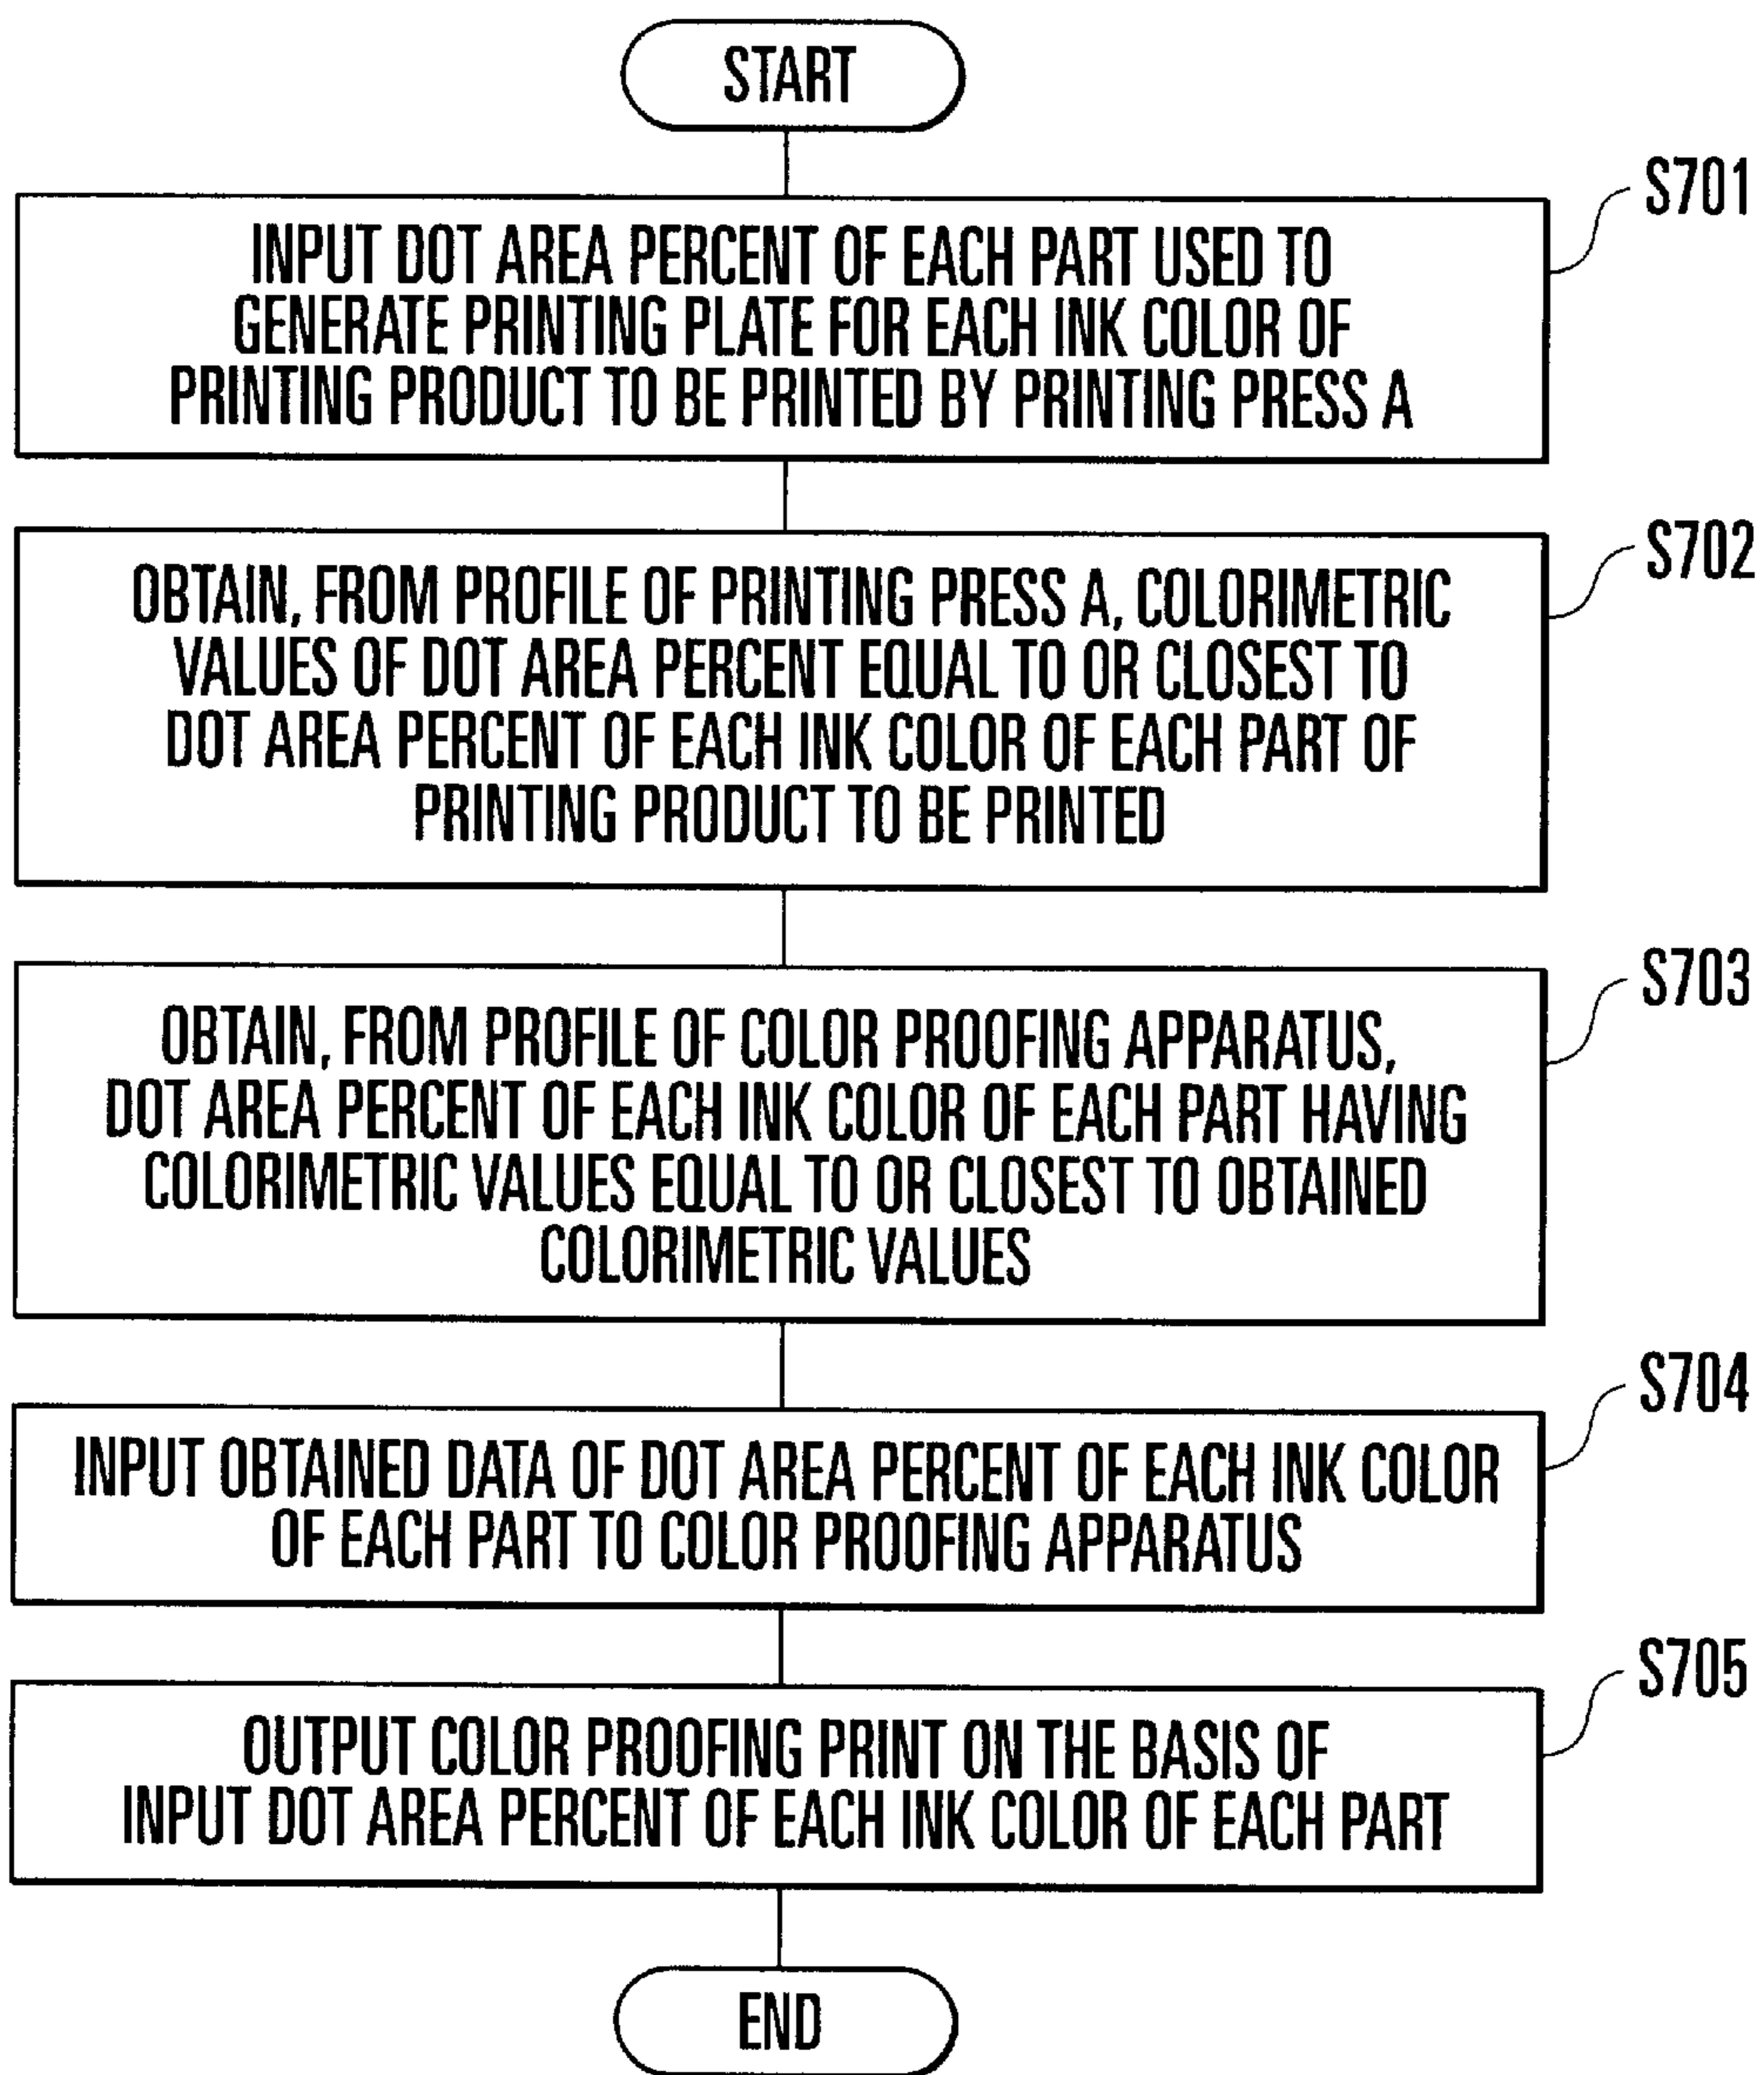 START
S701
INPUT DOT AREA PERCENT OF EACH PART USED TO
GENERATE PRINTING PLATE FOR EACH INK COLOR OF
PRINTING PRODUCT TO BE PRINTED BY PRINTING PRESS A
S702
OBTAIN, FROM PROFILE OF PRINTING PRESS A, COLORIMETRIC
VALUES OF DOT AREA PERCENT EQUAL TO OR CLOSEST TO
DOT AREA PERCENT OF EACH INK COLOR OF EACH PART OF
PRINTING PRODUCT TO BE PRINTED
S703
OBTAIN, FROM PROFILE OF COLOR PROOFING APPARATUS,
DOT AREA PERCENT OF EACH INK COLOR OF EACH PART HAVING
COLORIMETRIC VALUES EQUAL TO OR CLOSEST TO OBTAINED
COLORIMETRIC VALUES
S704
INPUT OBTAINED DATA OF DOT AREA PERCENT OF EACH INK COLOR
OF EACH PART TO COLOR PROOFING APPARATUS
S705
OUTPUT COLOR PROOFING PRINT ON THE BASIS OF
INPUT DOT AREA PERCENT OF EACH INK COLOR OF EACH PART
END